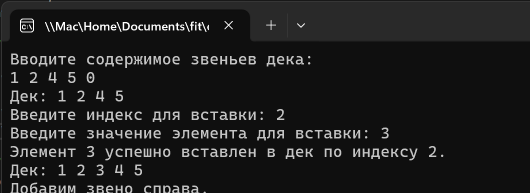 \\Mac\Home\Documents\fit\
Введите содержимое звеньев дека:
1 2 4 5 0
Дек: 1 2 4 5
Введите индекс для вставки: 2
Введите значение элемента для вставки: 3
Элемент 3 успешно вставлен в дек по индексу 2.
Дек: 1 2 3 4 5
Добавим звено справа.